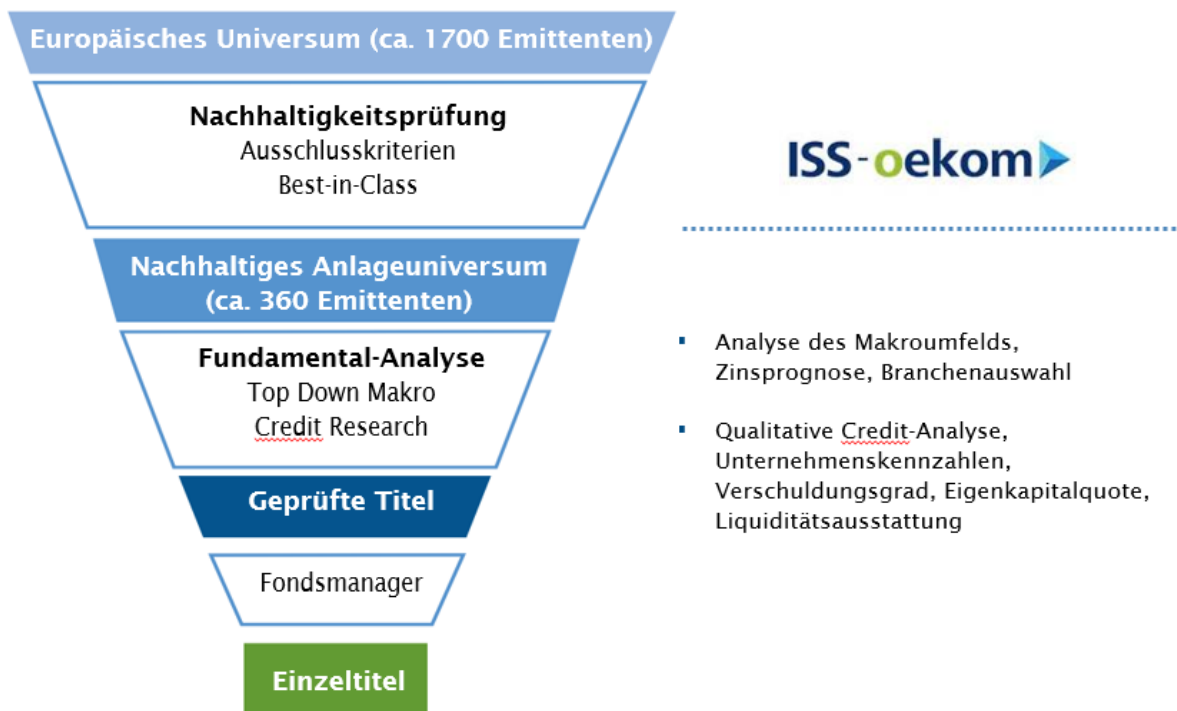 Europäisches Universum (ca. 1700 Emittenten)
Nachhaltigkeitsprüfung
Ausschlusskriterien
Best-in-Class
ISS-oekom
Nachhaltiges Anlageuniversum
(ca. 360 Emittenten)
Fundamental-Analyse
Top Down Makro
Credit Research
▪ Analyse des Makroumfelds,
Zinsprognose, Branchenauswahl
▪ Qualitative Credit-Analyse,
Unternehmenskennzahlen,
Verschuldungsgrad, Eigenkapitalquote,
Liquiditätsausstattung
Geprüfte Titel
Fondsmanager
Einzeltitel